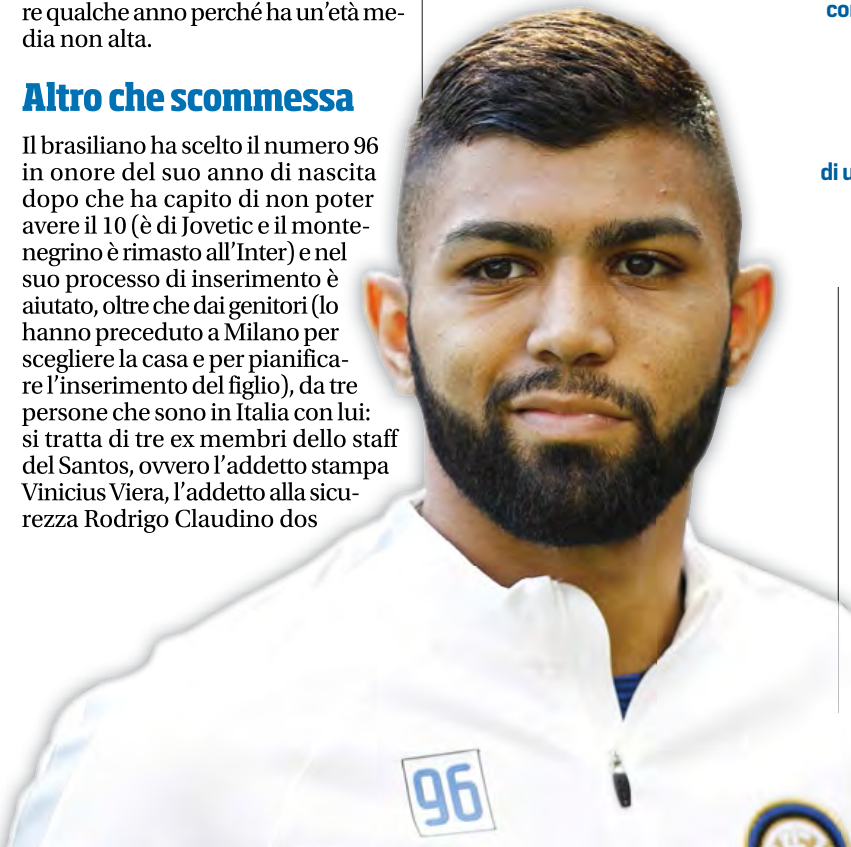 re qualche anno perché ha un'età me-
dia non alta.
Altro che scommessa
Il brasiliano ha scelto il numero 96
in onore del suo anno di nascita
dopo che ha capito di non poter
avere il 10 (è di Jovetic e il monte-
negrino è rimasto all'Inter) e nel
suo processo di inserimento è
aiutato, oltre che dai genitori (lo
hanno preceduto a Milano per
scegliere la casa e per pianifica-
re l'inserimento del figlio), da tre
persone che sono in Italia con lui:
si tratta di tre ex membri dello staff
del Santos, ovvero l'addetto stampa
Vinicius Viera, l'addetto alla sicu-
rezza Rodrigo Claudino dos
96
di u